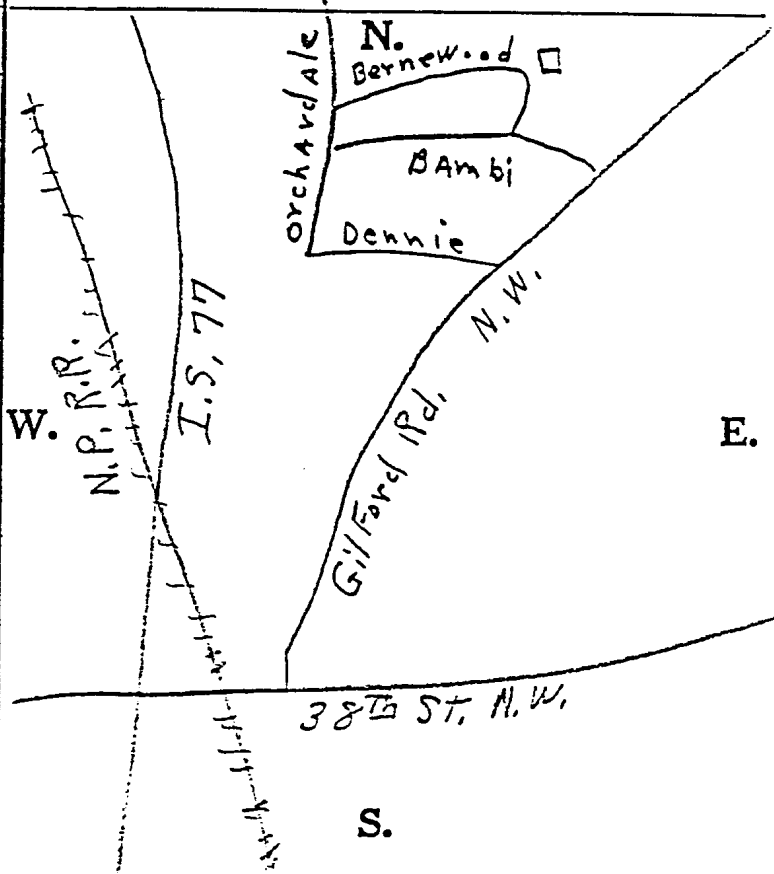 N.
Bernewood
OrchArdAle
BAmbi
Dennie
N.W.
I.S. 77
N.P. R.R.
W.
E.
GilFord Rd.
38Th ST. N.W.
S.